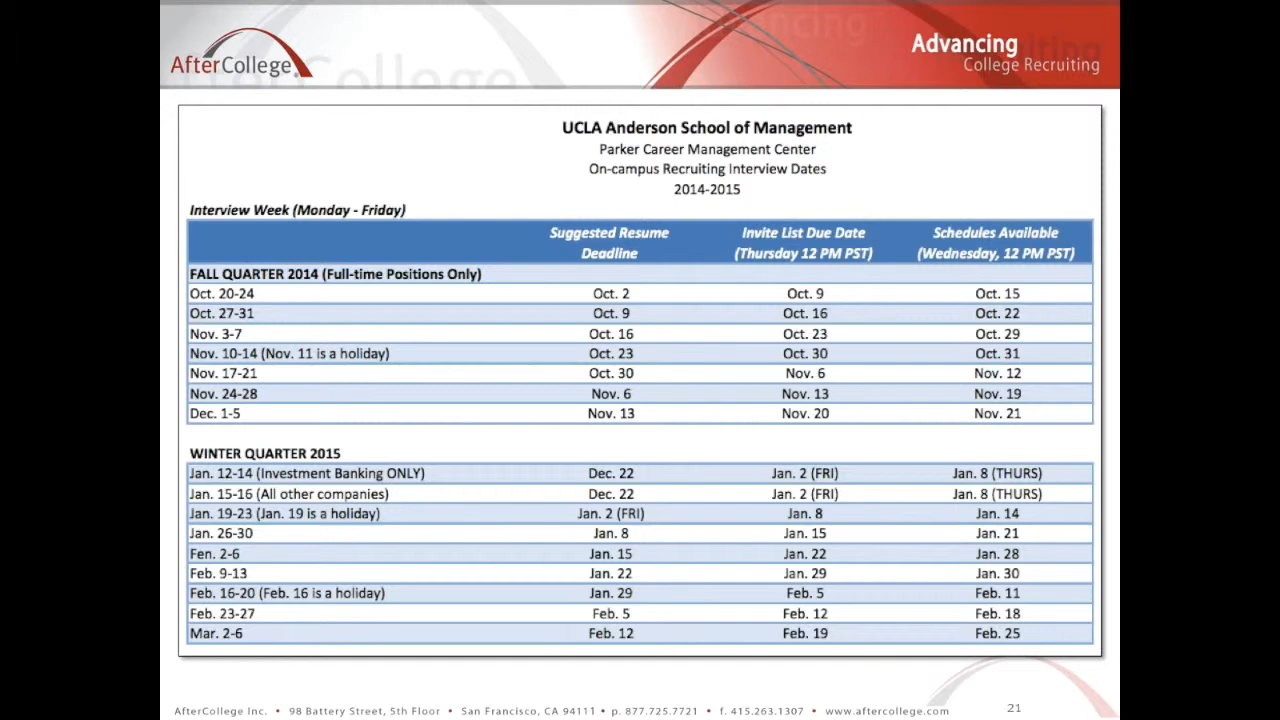 AfterCollege.
Advancing
College Recruiting
UCLA Anderson School of Management
Parker Career Management Center
On-campus Recruiting Interview Dates
2014-2015
Interview Week (Monday - Friday)
Suggested Resume Deadline Invite List Due Date (Thursday 12 PM PST) Schedules Available (Wednesday, 12 PM PST)
FALL QUARTER 2014 (Full-time Positions Only)
Oct. 20-24 Oct. 2 Oct. 9 Oct. 15
Oct. 27-31 Oct. 9 Oct. 16 Oct. 22
Nov. 3-7 Oct. 16 Oct. 23 Oct. 29
Nov. 10-14 (Nov. 11 is a holiday) Oct. 23 Oct. 30 Oct. 31
Nov. 17-21 Oct. 30 Nov. 6 Nov. 12
Nov. 24-28 Nov. 6 Nov. 13 Nov. 19
Dec. 1-5 Nov. 13 Nov. 20 Nov. 21
WINTER QUARTER 2015
Jan. 12-14 (Investment Banking ONLY) Dec. 22 Jan. 2 (FRI) Jan. 8 (THURS)
Jan. 15-16 (All other companies) Dec. 22 Jan. 2 (FRI) Jan. 8 (THURS)
Jan. 19-23 (Jan. 19 is a holiday) Jan. 2 (FRI) Jan. 8 Jan. 14
Jan. 26-30 Jan. 8 Jan. 15 Jan. 21
Fen. 2-6 Jan. 15 Jan. 22 Jan. 28
Feb. 9-13 Jan. 22 Jan. 29 Jan. 30
Feb. 16-20 (Feb. 16 is a holiday) Jan. 29 Feb. 5 Feb. 11
Feb. 23-27 Feb. 5 Feb. 12 Feb. 18
Mar. 2-6 Feb. 12 Feb. 19 Feb. 25
AfterCollege Inc. • 98 Battery Street, 5th Floor • San Francisco, CA 94111 • p. 877.725.7721 • f. 415.263.1307 • www.aftercollege.com 21